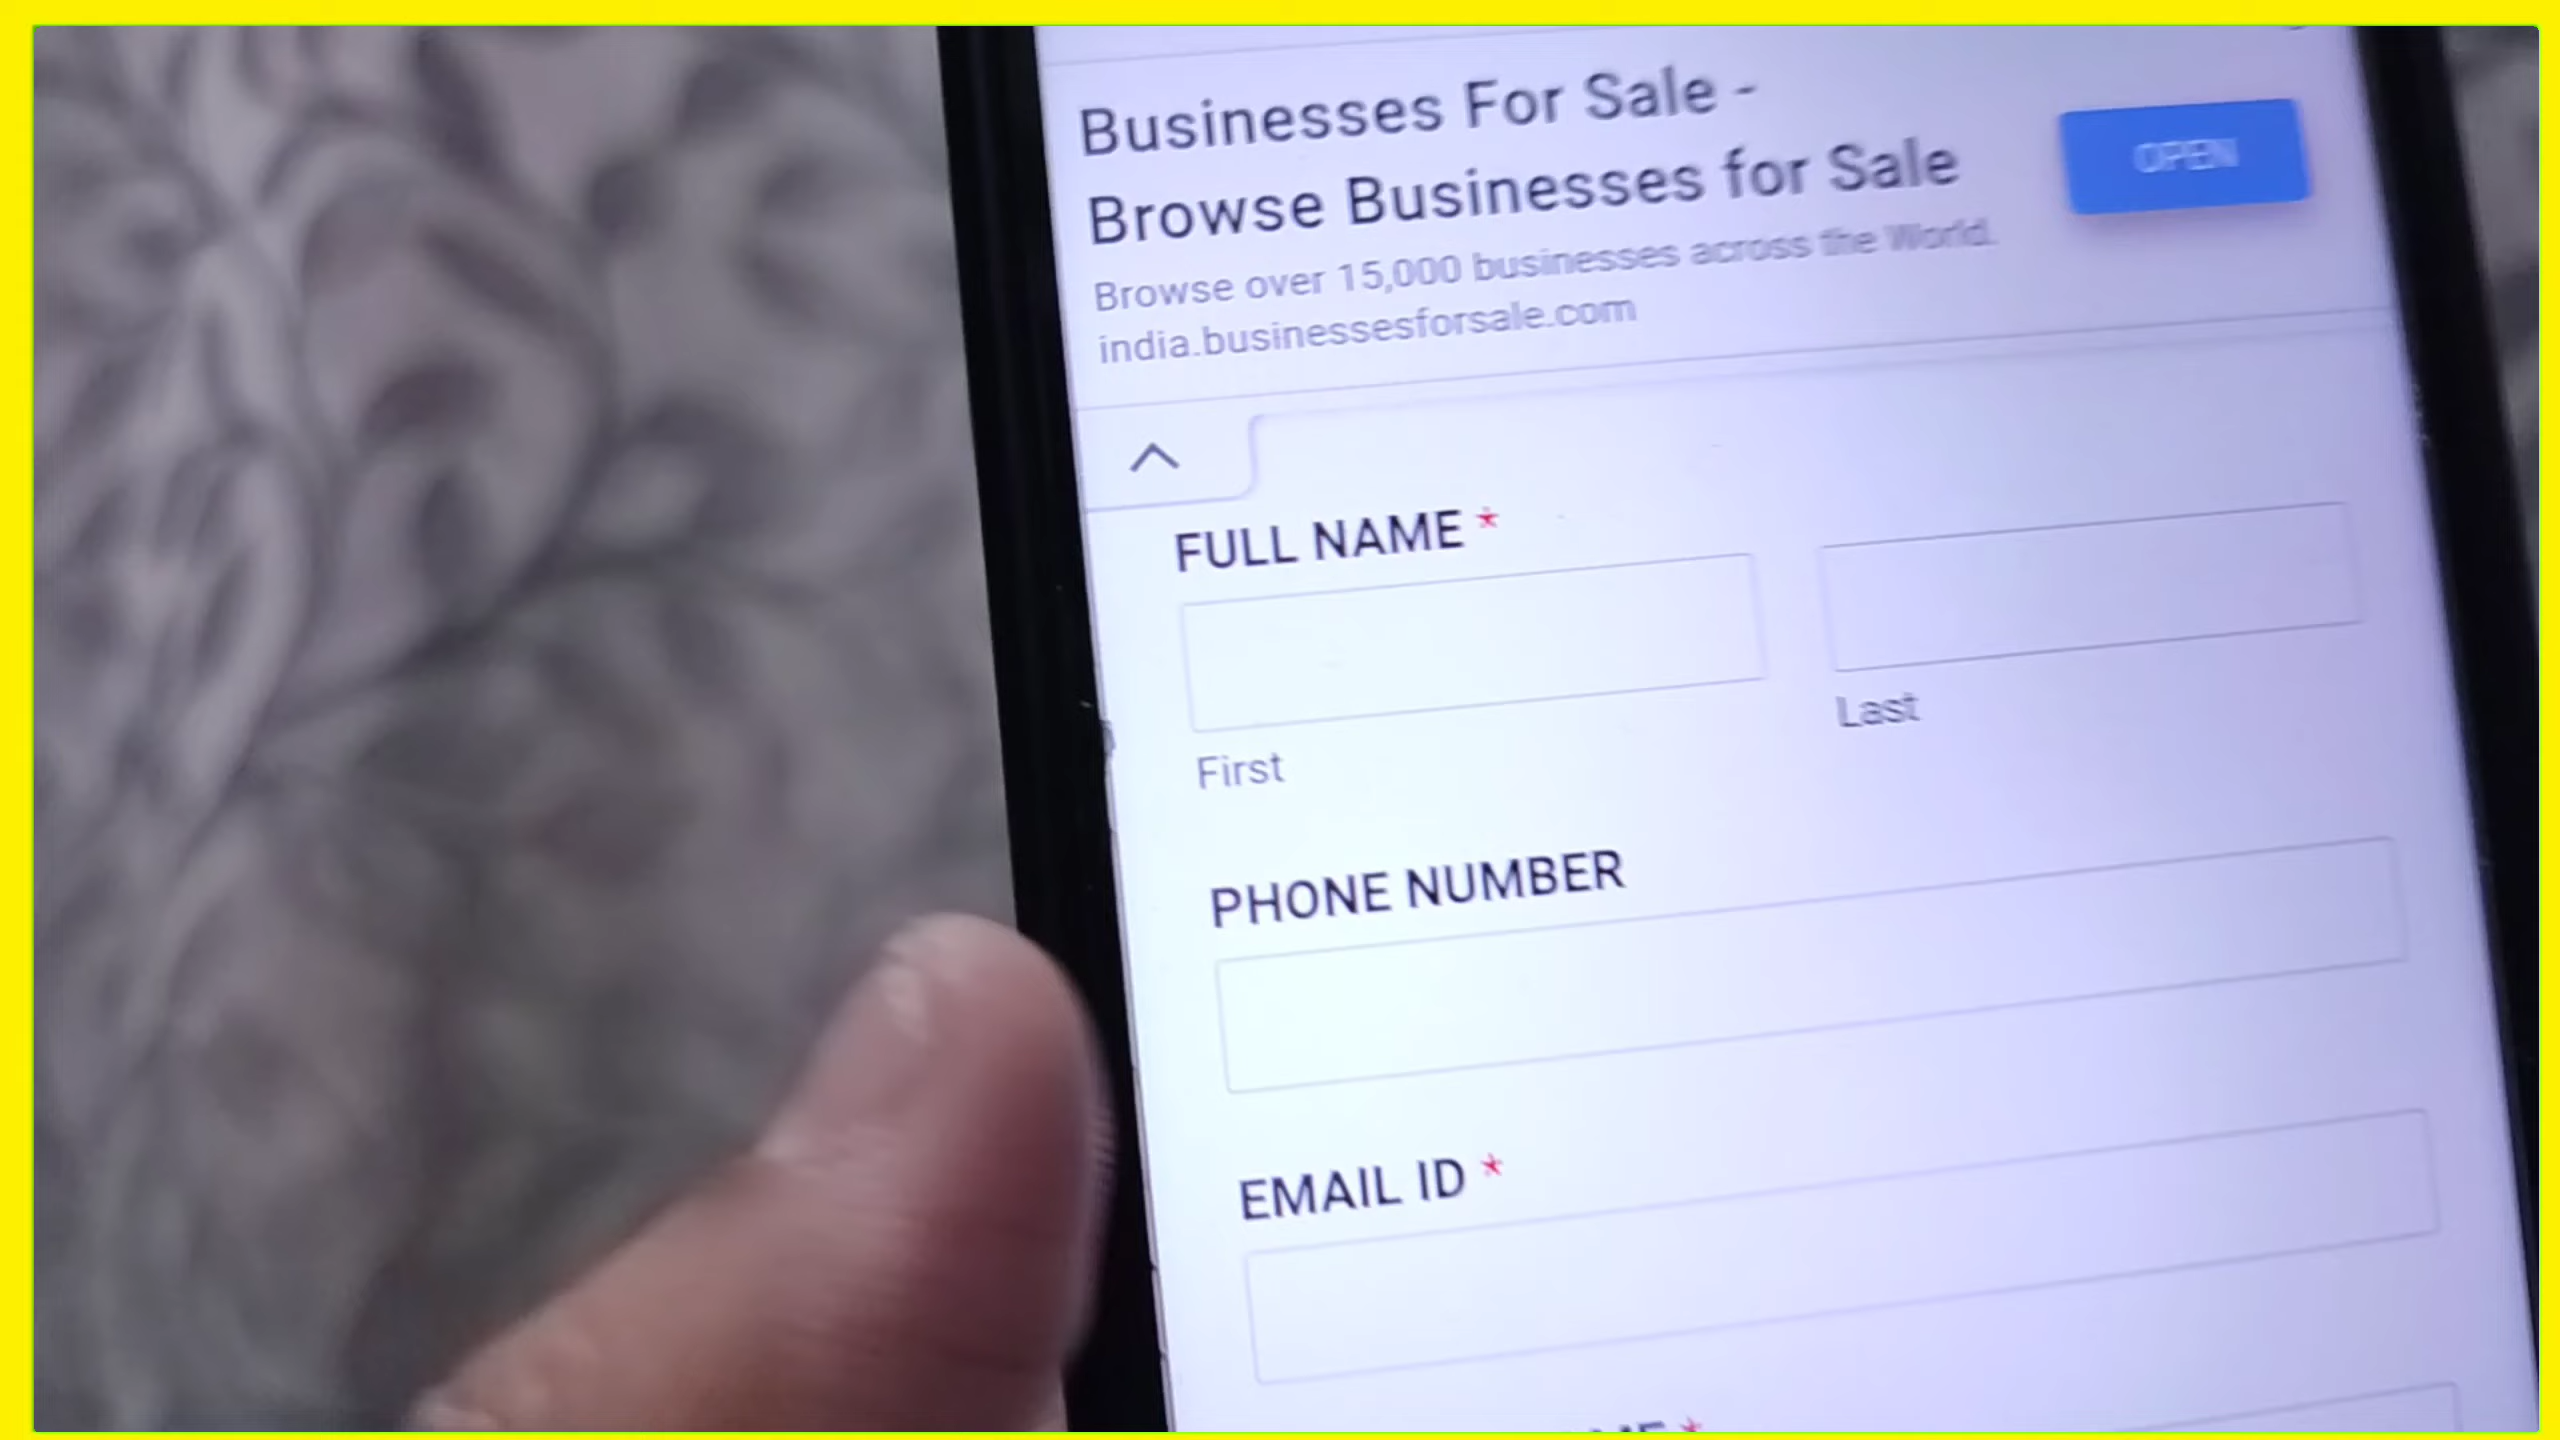 Businesses For Sale -
Browse Businesses for Sale
OPEN
Browse over 15,000 businesses across the World.
india.businessesforsale.com
FULL NAME *
First
Last
PHONE NUMBER
EMAIL ID *